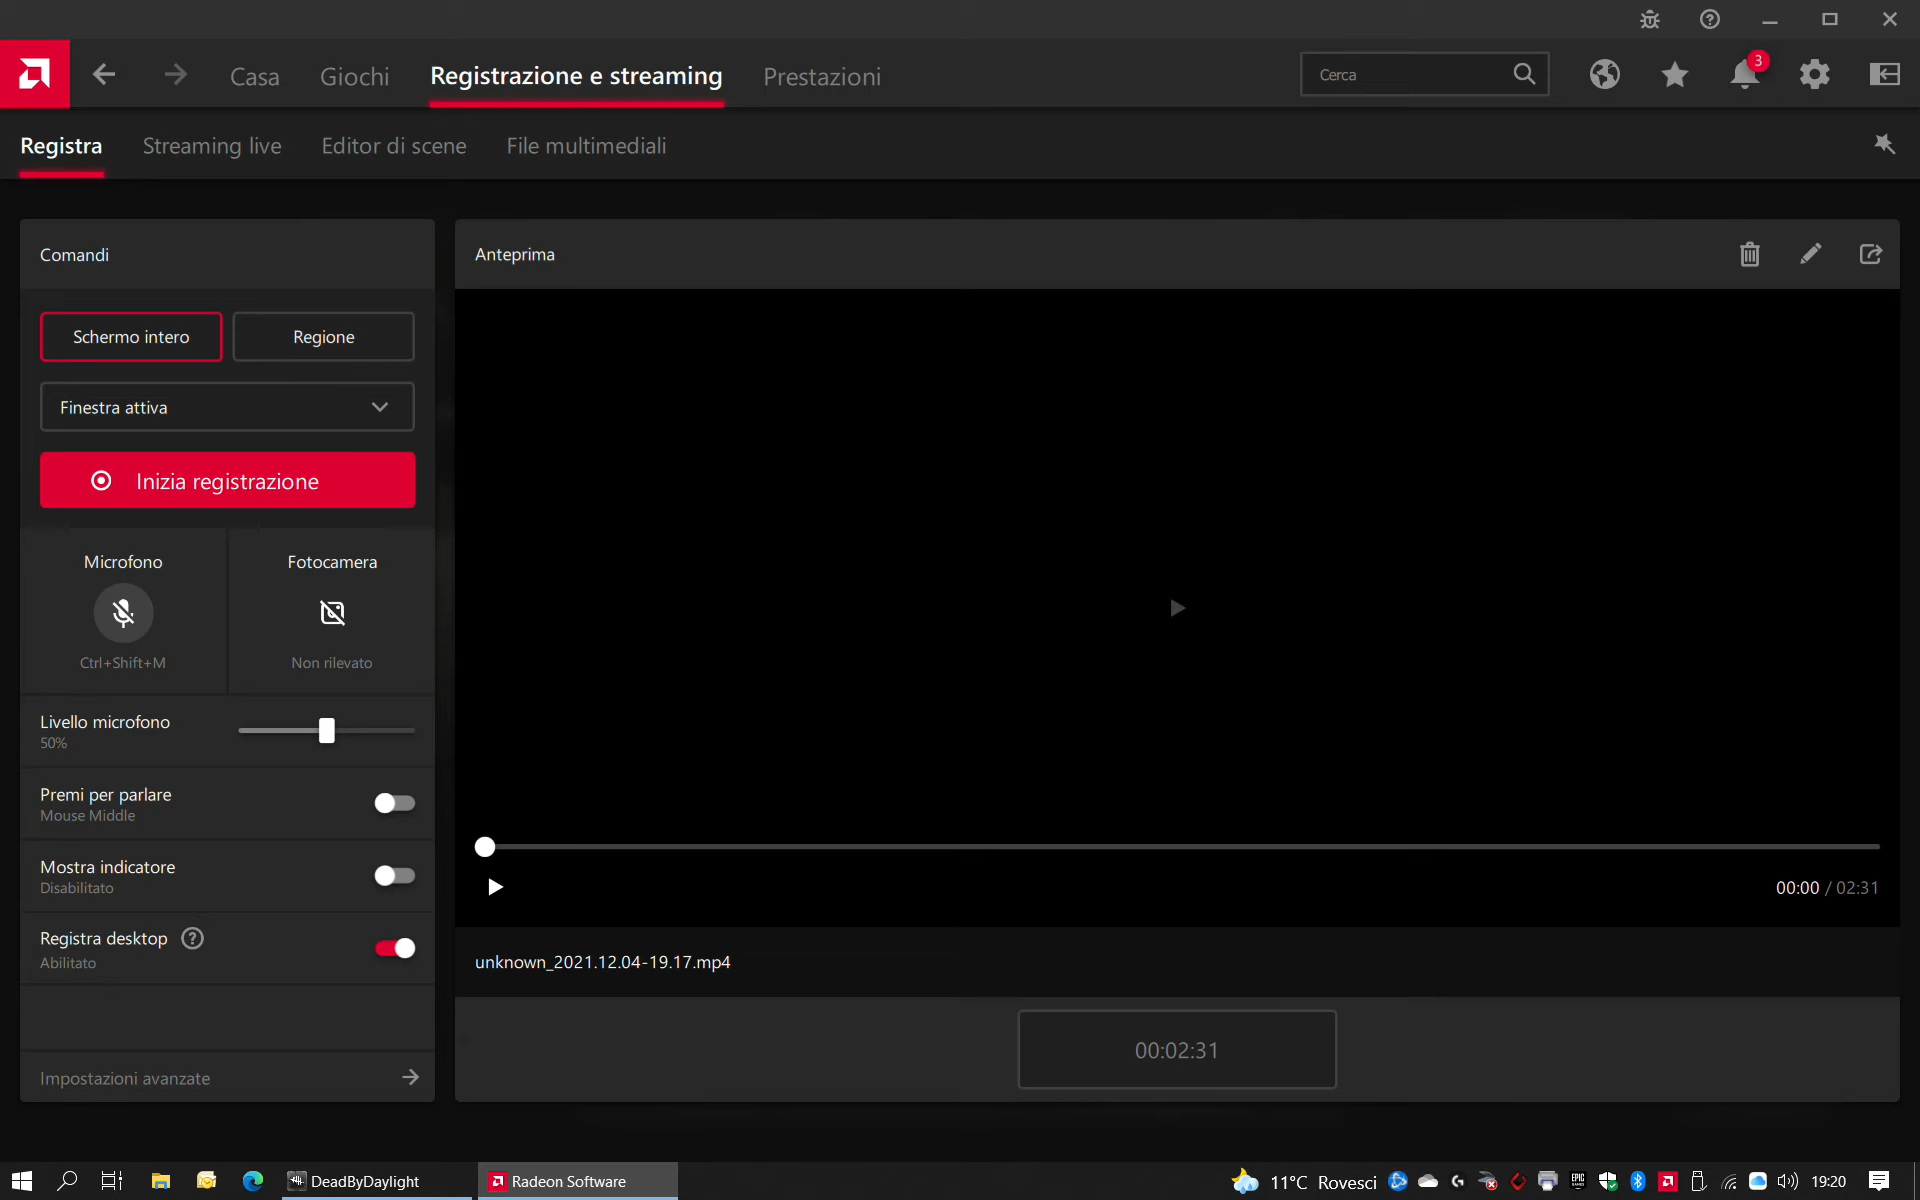 3
Casa Giochi Registrazione e streaming Prestazioni Cerca
Registra Streaming live Editor di scene File multimediali
Comandi
Schermo intero Regione
Finestra attiva
Inizia registrazione
Microfono Fotocamera
Ctrl+Shift+M Non rilevato
Livello microfono
50%
Premi per parlare
Mouse Middle
Mostra indicatore
Disabilitato
Registra desktop ?
Abilitato
Impostazioni avanzate
Anteprima
00:00 / 02:31
unknown_2021.12.04-19.17.mp4
00:02:31
DeadByDaylight Radeon Software 11°C Rovesci EPIC 19:20